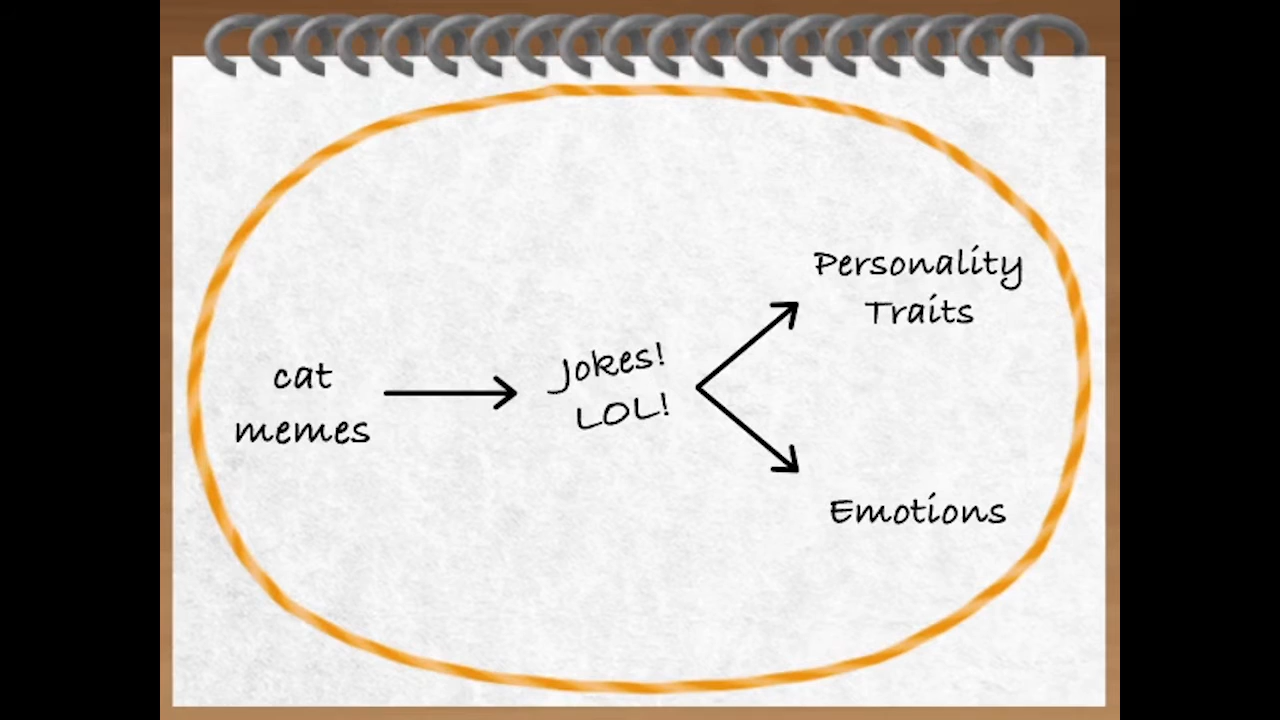 cat
memes
Jokes!
LOL!
Personality
Traits
Emotions